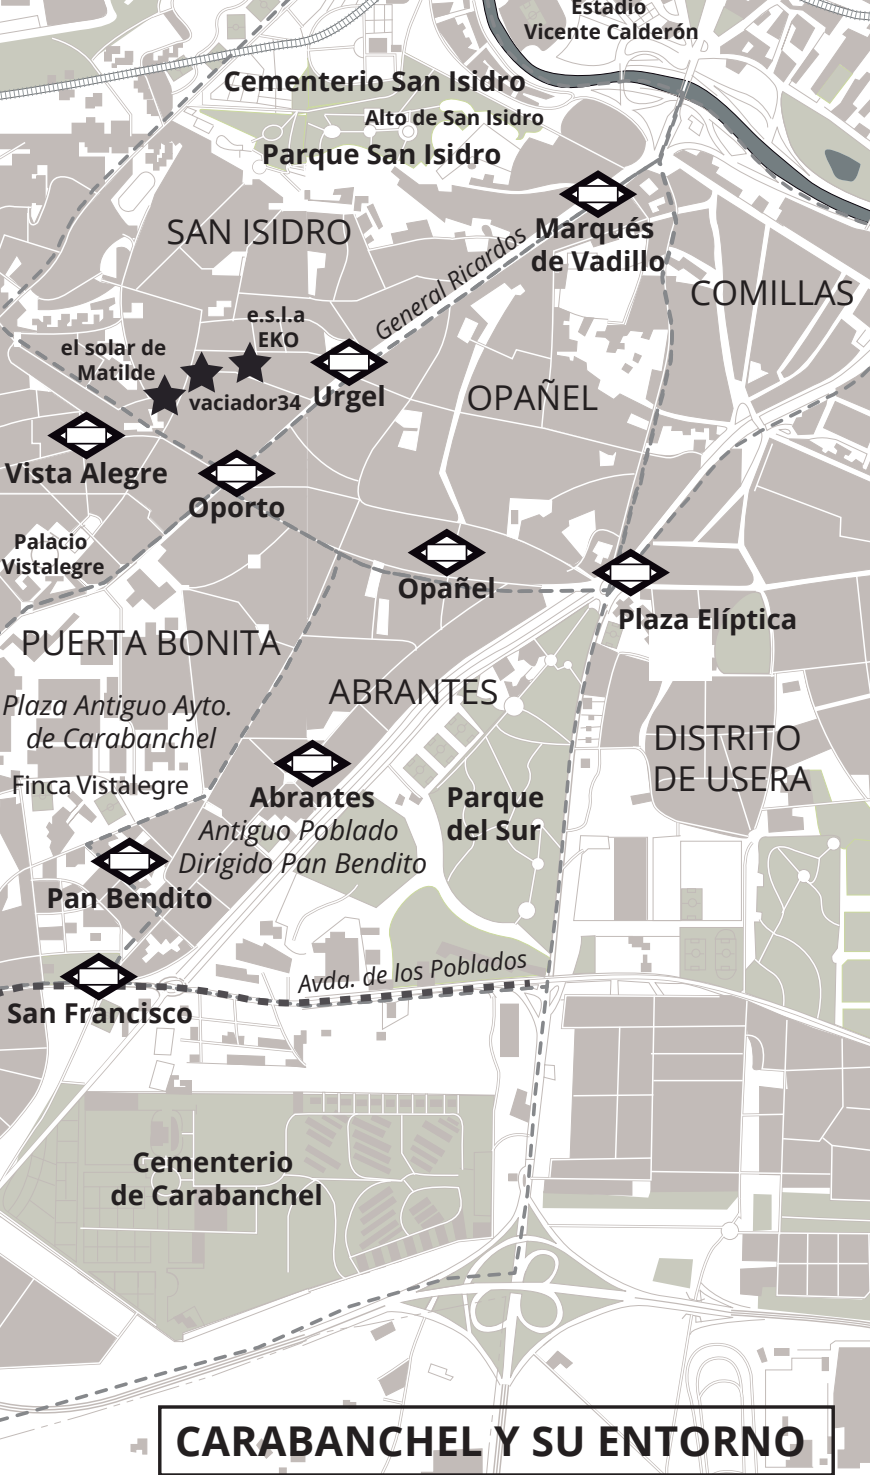 Estadio
Vicente Calderón
Cementerio San Isidro
Alto de San Isidro
Parque San Isidro
SAN ISIDRO
General Ricardos
Marqués
de Vadillo
COMILLAS
e.s.l.a
EKO
el solar de
Matilde
vaciador34
Urgel
OPAÑEL
Vista Alegre
Oporto
Palacio
Vistalegre
Opañel
Plaza Elíptica
PUERTA BONITA
ABRANTES
Plaza Antiguo Ayto.
de Carabanchel
Finca Vistalegre
DISTRITO
DE USERA
Abrantes
Antiguo Poblado
Dirigido Pan Bendito
Parque
del Sur
Pan Bendito
Avda. de los Poblados
San Francisco
Cementerio
de Carabanchel
CARABANCHEL Y SU ENTORNO